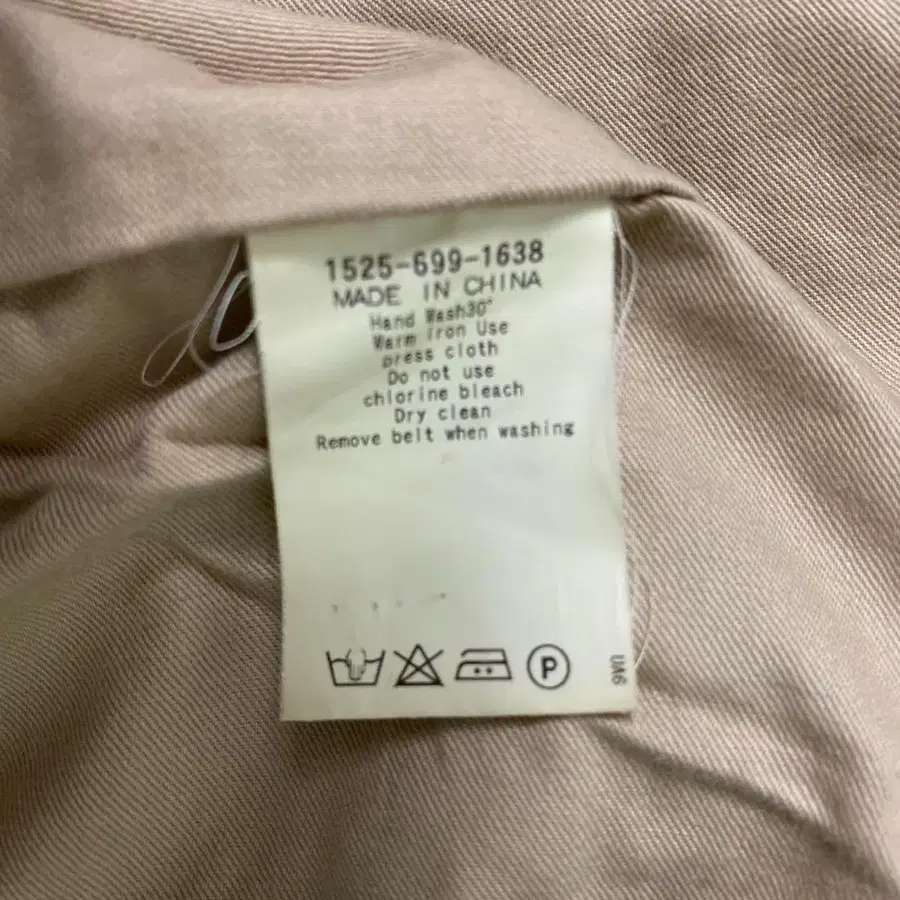 1525-699-1638
MADE IN CHINA
Hand Wash30°
Warm Iron Use
press cloth
Do not use
chlorine bleach
Dry clean
Remove belt when washing
P